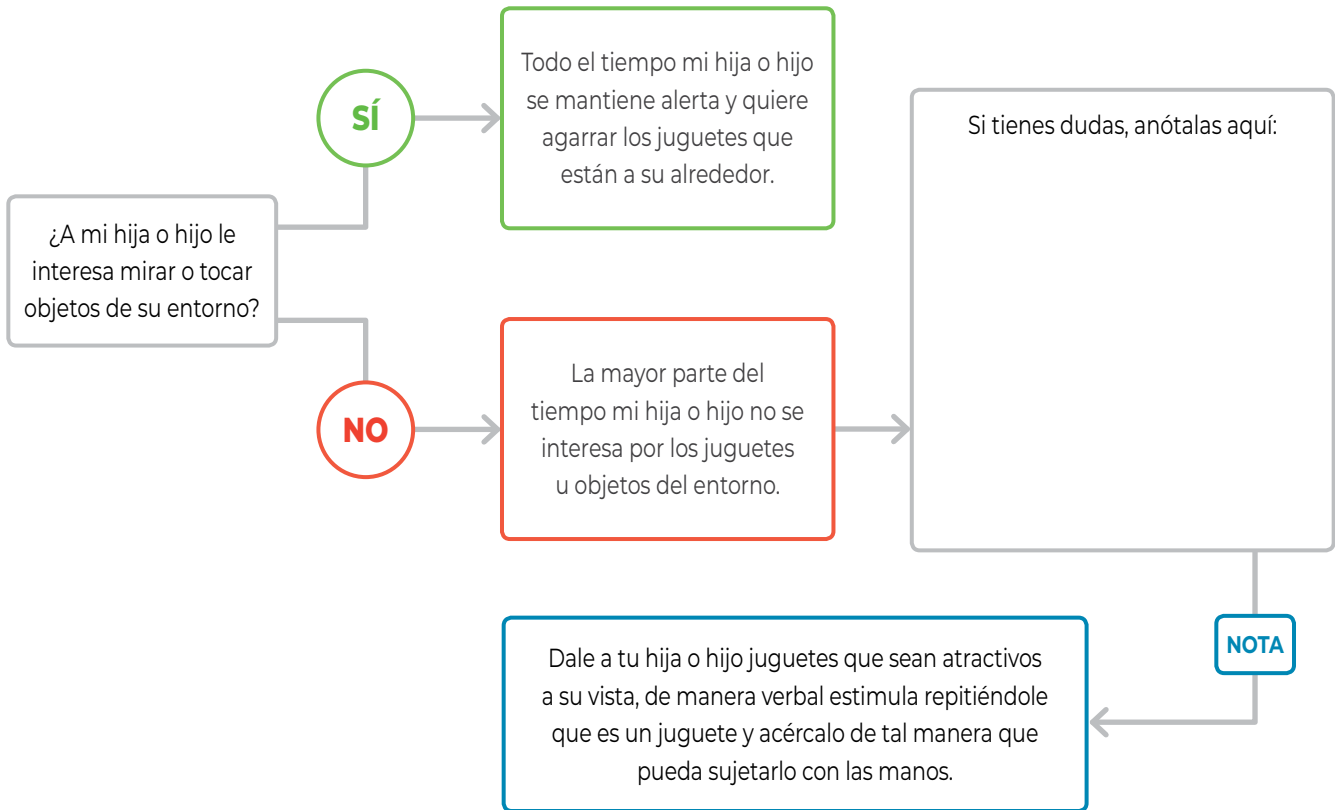 ¿A mi hija o hijo le
interesa mirar o tocar
objetos de su entorno?
SÍ
Todo el tiempo mi hija o hijo
se mantiene alerta y quiere
agarrar los juguetes que
están a su alrededor.
NO
La mayor parte del
tiempo mi hija o hijo no se
interesa por los juguetes
u objetos del entorno.
Si tienes dudas, anótalas aquí:
NOTA
Dale a tu hija o hijo juguetes que sean atractivos
a su vista, de manera verbal estimula repitiéndole
que es un juguete y acércalo de tal manera que
pueda sujetarlo con las manos.